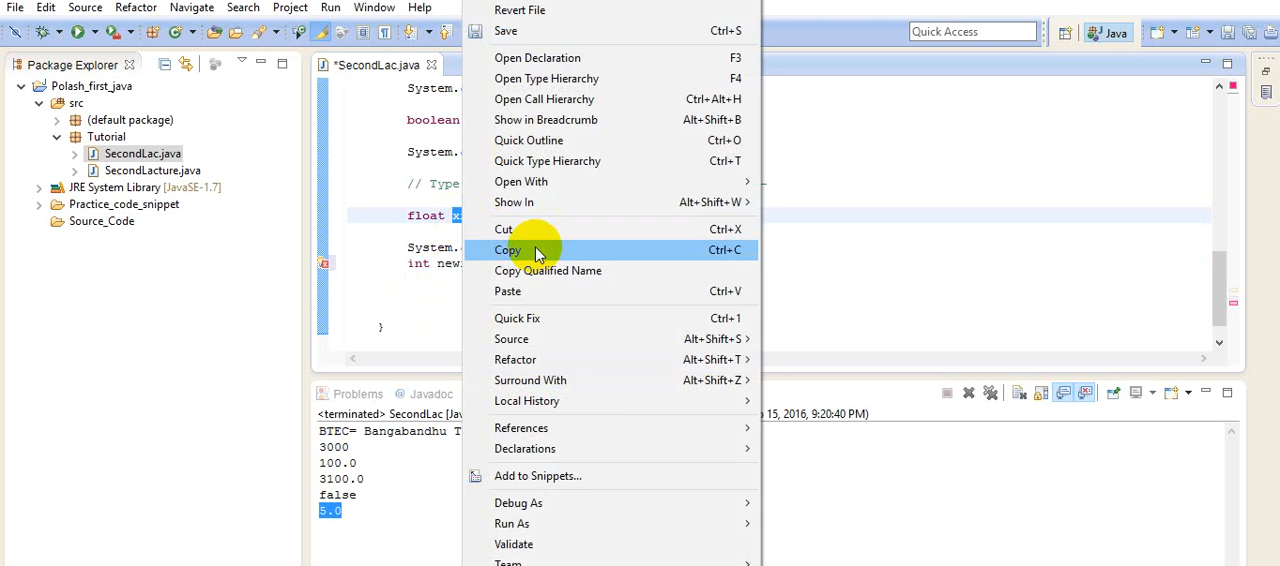 File Edit Source Refactor Navigate Search Project Run Window Help
Quick Access
Java
Package Explorer
Polash_first_java
src
(default package)
Tutorial
SecondLac.java
SecondLacture.java
JRE System Library [JavaSE-1.7]
Practice_code_snippet
Source_Code
*SecondLac.java
System.
boolean
System.
// Type
float
System.
int
}
Revert File
Save Ctrl+S
Open Declaration F3
Open Type Hierarchy F4
Open Call Hierarchy Ctrl+Alt+H
Show in Breadcrumb Alt+Shift+B
Quick Outline Ctrl+O
Quick Type Hierarchy Ctrl+T
Open With
Show In Alt+Shift+W
Cut Ctrl+X
Copy Ctrl+C
Copy Qualified Name
Paste Ctrl+V
Quick Fix Ctrl+1
Source Alt+Shift+S
Refactor Alt+Shift+T
Surround With Alt+Shift+Z
Local History
References
Declarations
Add to Snippets...
Debug As
Run As
Validate
Team
Problems @ Javadoc
<terminated> SecondLac [Jav
15, 2016, 9:20:40 PM)
BTEC= Bangabandhu T
3000
100.0
3100.0
false
5.0